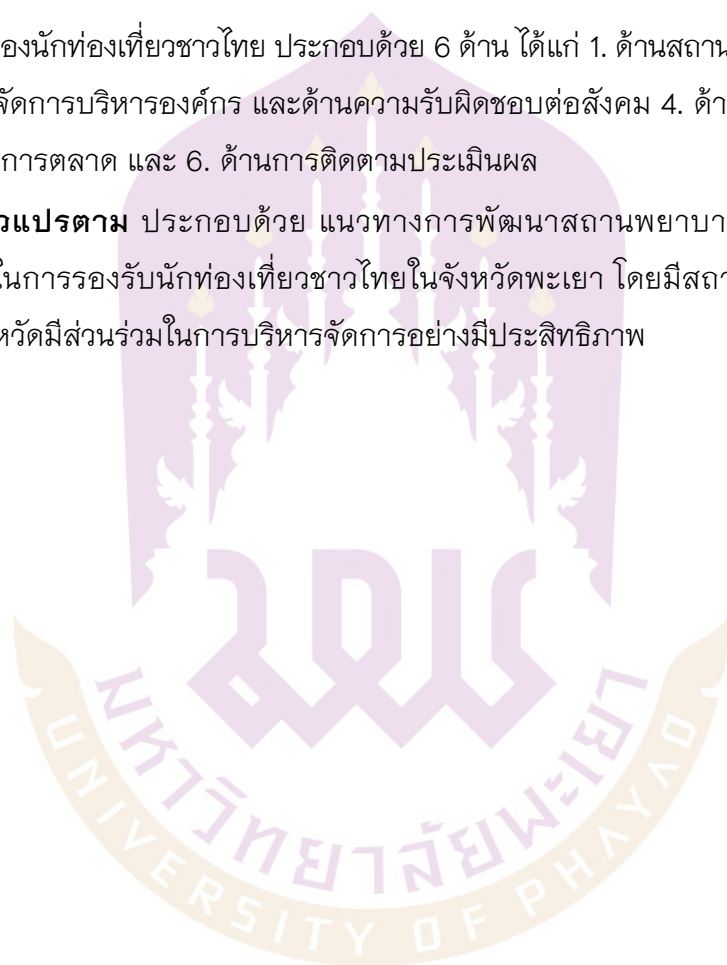 องนักท่องเที่ยวชาวไทย ประกอบด้วย 6 ด้าน ได้แก่ 1. ด้านสถาน
จัดการบริหารองค์กร และด้านความรับผิดชอบต่อสังคม 4. ด้า
การตลาด และ 6. ด้านการติดตามประเมินผล
วแปรตาม ประกอบด้วย แนวทางการพัฒนาสถานพยาบา
ในการรองรับนักท่องเที่ยวชาวไทยในจังหวัดพะเยา โดยมีสถา
หวัดมีส่วนร่วมในการบริหารจัดการอย่างมีประสิทธิภาพ
มหาวิทยาลัยพะเยา
UNIVERSITY OF PHAYAO